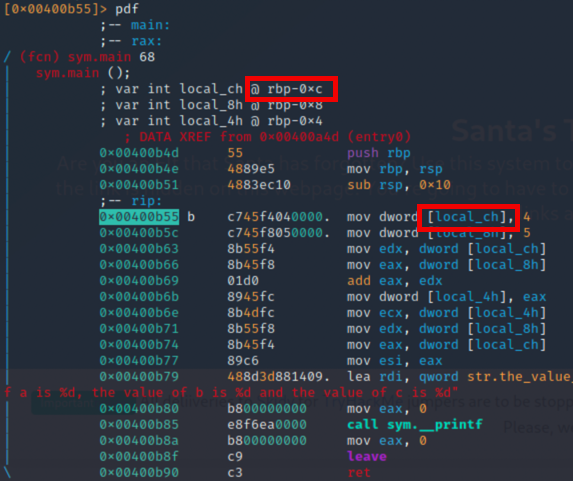 [0×00400b55]> pdf
;-- main:
;-- rax:
/ (fcn) sym.main 68
| sym.main ();
| ; var int local_ch @ rbp-0×c
| ; var int local_8h @ rbp-0×8
| ; var int local_4h @ rbp-0×4
| ; DATA XREF from 0×00400a4d (entry0)
| 0×00400b4d 55 push rbp
| 0×00400b4e 4889e5 mov rbp, rsp
| 0×00400b51 4883ec10 sub rsp, 0×10
| ;-- rip:
| 0×00400b55 b c745f4040000. mov dword [local_ch], 4
| 0×00400b5c c745f8050000. mov dword [local_8h], 5
| 0×00400b63 8b55f4 mov edx, dword [local_ch]
| 0×00400b66 8b45f8 mov eax, dword [local_8h]
| 0×00400b69 01d0 add eax, edx
| 0×00400b6b 8945fc mov dword [local_4h], eax
| 0×00400b6e 8b4dfc mov ecx, dword [local_4h]
| 0×00400b71 8b55f8 mov edx, dword [local_8h]
| 0×00400b74 8b45f4 mov eax, dword [local_ch]
| 0×00400b77 89c6 mov esi, eax
| 0×00400b79 488d3d881409. lea rdi, qword str.the_value_
f a is %d, the value of b is %d and the value of c is %d"
| 0×00400b80 b800000000 mov eax, 0
| 0×00400b85 e8f6ea0000 call sym.__printf
| 0×00400b8a b800000000 mov eax, 0
| 0×00400b8f c9 leave
\ 0×00400b90 c3 ret
Santa's T
Please, w